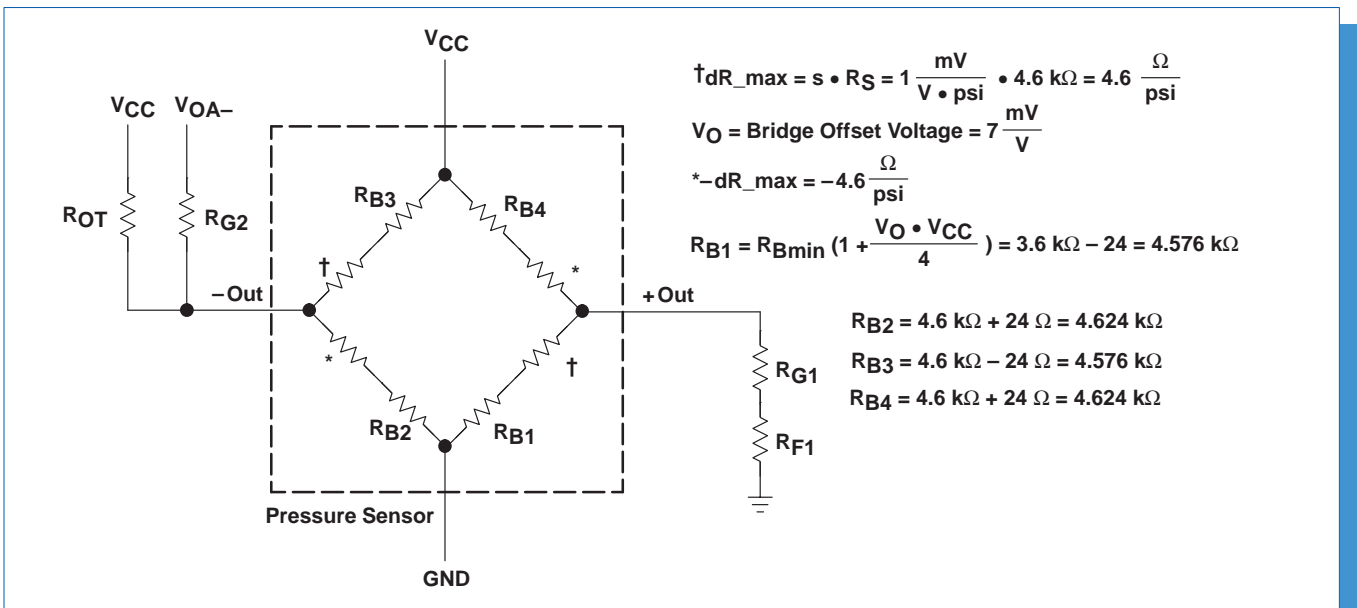 VCC
VCC
VOA–
ROT
RG2
RB3
RB4
†
*
–Out
+Out
*
†
RB2
RB1
RG1
RF1
Pressure Sensor
GND
†dR_max = s • RS = 1 mV/V • psi • 4.6 kΩ = 4.6 Ω/psi
VO = Bridge Offset Voltage = 7 mV/V
*–dR_max = –4.6 Ω/psi
RB1 = RBmin (1 + VO • VCC/4 ) = 3.6 kΩ – 24 = 4.576 kΩ
RB2 = 4.6 kΩ + 24 Ω = 4.624 kΩ
RB3 = 4.6 kΩ – 24 Ω = 4.576 kΩ
RB4 = 4.6 kΩ + 24 Ω = 4.624 kΩ